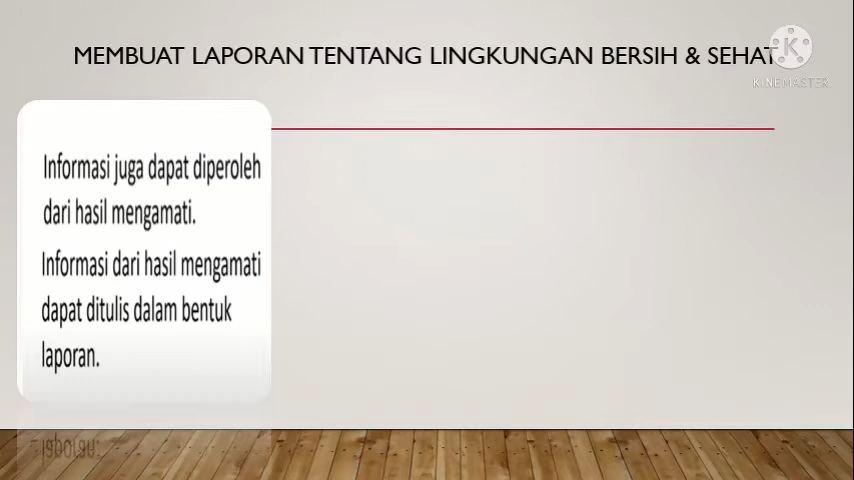 MEMBUAT LAPORAN TENTANG LINGKUNGAN BERSIH & SEHAT
KINEMASTER
Informasi juga dapat diperoleh
dari hasil mengamati.
Informasi dari hasil mengamati
dapat ditulis dalam bentuk
laporan.